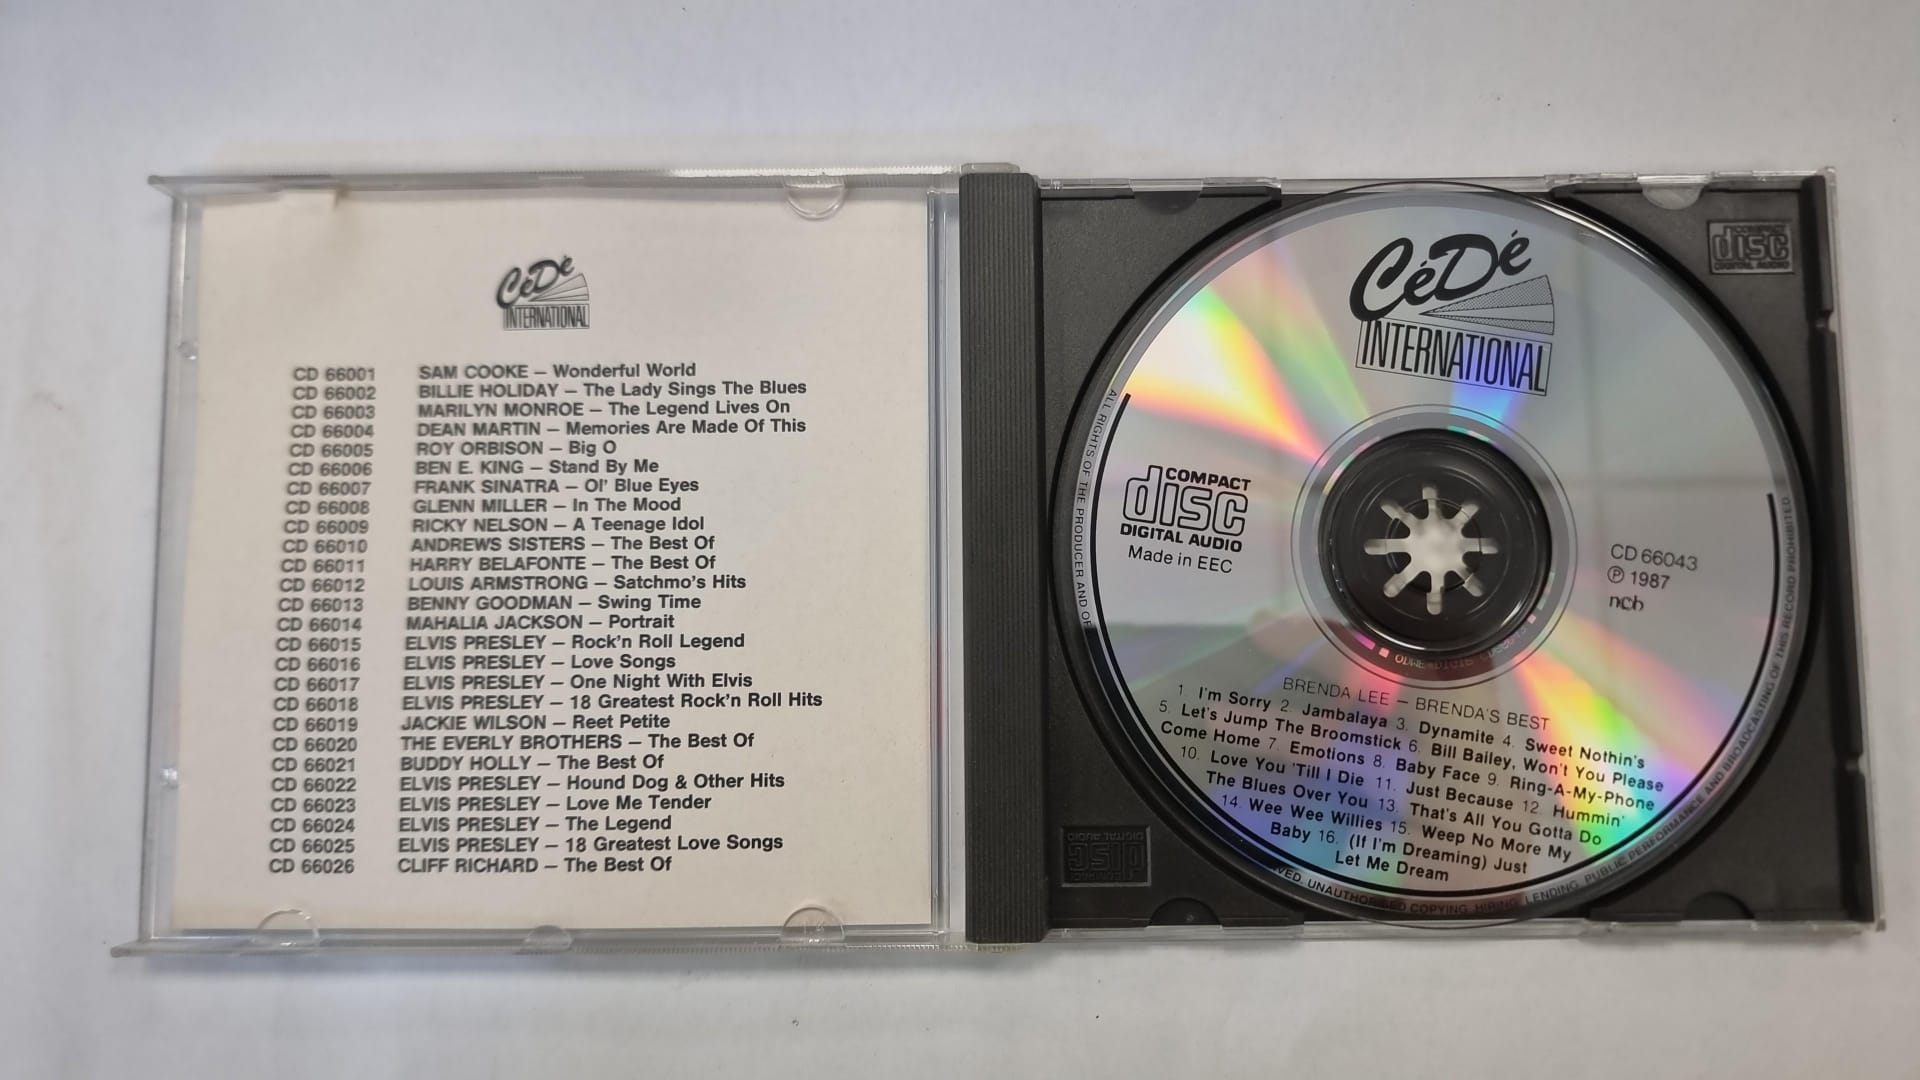 CéDé
INTERNATIONAL
CD 66001 SAM COOKE – Wonderful World
CD 66002 BILLIE HOLIDAY – The Lady Sings The Blues
CD 66003 MARILYN MONROE – The Legend Lives On
CD 66004 DEAN MARTIN – Memories Are Made Of This
CD 66005 ROY ORBISON – Big O
CD 66006 BEN E. KING – Stand By Me
CD 66007 FRANK SINATRA – Ol' Blue Eyes
CD 66008 GLENN MILLER – In The Mood
CD 66009 RICKY NELSON – A Teenage Idol
CD 66010 ANDREWS SISTERS – The Best Of
CD 66011 HARRY BELAFONTE – The Best Of
CD 66012 LOUIS ARMSTRONG – Satchmo's Hits
CD 66013 BENNY GOODMAN – Swing Time
CD 66014 MAHALIA JACKSON – Portrait
CD 66015 ELVIS PRESLEY – Rock'n Roll Legend
CD 66016 ELVIS PRESLEY – Love Songs
CD 66017 ELVIS PRESLEY – One Night With Elvis
CD 66018 ELVIS PRESLEY – 18 Greatest Rock'n Roll Hits
CD 66019 JACKIE WILSON – Reet Petite
CD 66020 THE EVERLY BROTHERS – The Best Of
CD 66021 BUDDY HOLLY – The Best Of
CD 66022 ELVIS PRESLEY – Hound Dog & Other Hits
CD 66023 ELVIS PRESLEY – Love Me Tender
CD 66024 ELVIS PRESLEY – The Legend
CD 66025 ELVIS PRESLEY – 18 Greatest Love Songs
CD 66026 CLIFF RICHARD – The Best Of
CéDé
INTERNATIONAL
COMPACT
disc
DIGITAL AUDIO
COMPACT
disc
DIGITAL AUDIO
Made in EEC
CD 66043
℗ 1987
ncb
BRENDA LEE – BRENDA'S BEST
1. I'm Sorry 2. Jambalaya 3. Dynamite 4. Sweet Nothin's
5. Let's Jump The Broomstick 6. Bill Bailey, Won't You Please
Come Home 7. Emotions 8. Baby Face 9. Ring-A-My-Phone
10. Love You 'Till I Die 11. Just Because 12. Hummin'
The Blues Over You 13. That's All You Gotta Do
14. Wee Wee Willies 15. Weep No More My
Baby 16. (If I'm Dreaming) Just
Let Me Dream
ALL RIGHTS OF THE PRODUCER AND OF
UNAUTHORISED COPYING, HIRING, LENDING, PUBLIC PERFORMANCE AND BROADCASTING OF THIS RECORD PROHIBITED
COMPACT
disc
DIGITAL AUDIO